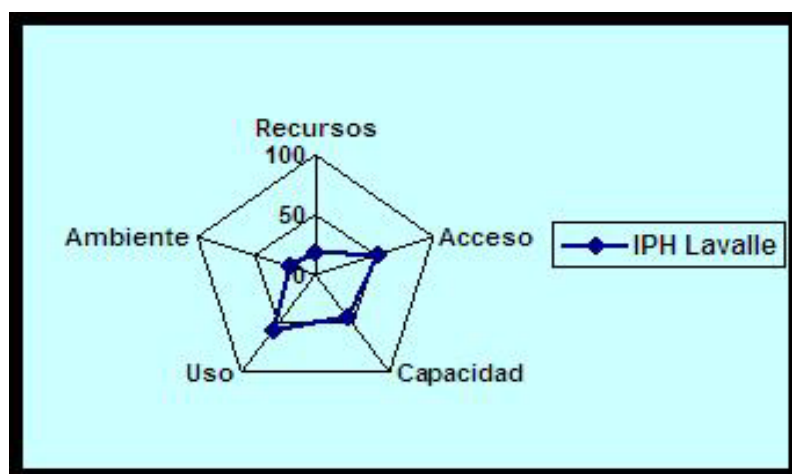 Recursos
100
50
0
Ambiente
Acceso
Uso
Capacidad
IPH Lavalle